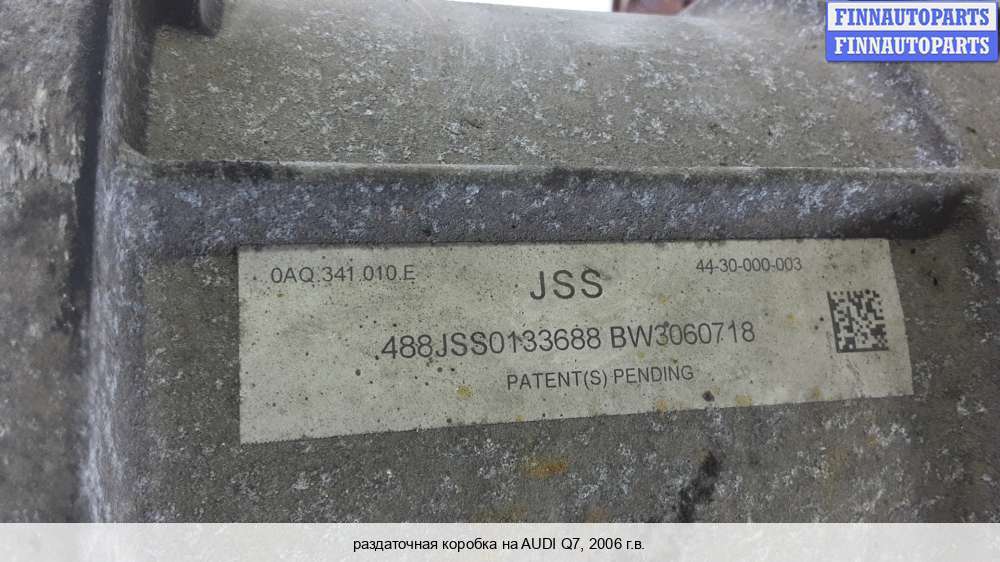 FINNAUTOPARTS
FINNAUTOPARTS
0AQ.341.010.E
JSS
44-30-000-003
488JSS0133688 BW3060718
PATENT(S) PENDING
раздаточная коробка на AUDI Q7, 2006 г.в.